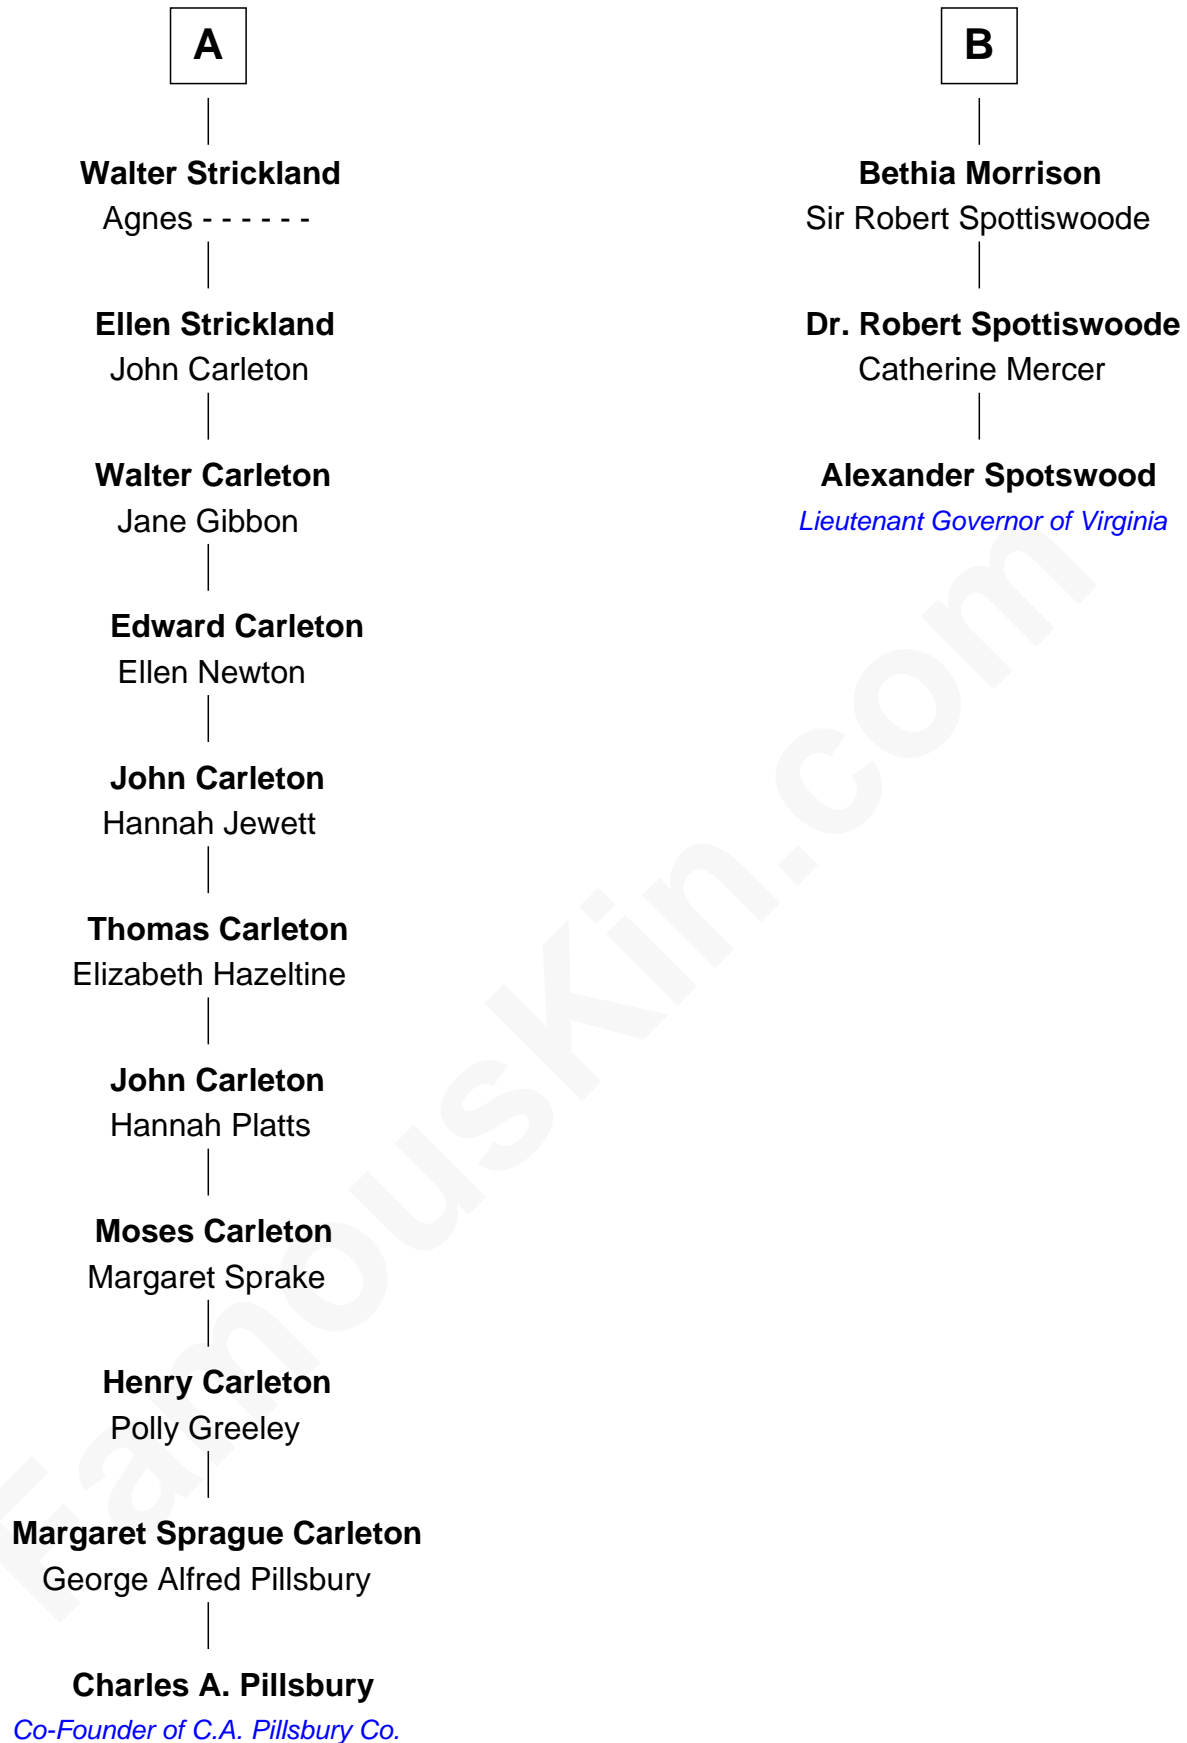 A
Walter Strickland
Agnes - - - - - -
Ellen Strickland
John Carleton
Walter Carleton
Jane Gibbon
Edward Carleton
Ellen Newton
John Carleton
Hannah Jewett
Thomas Carleton
Elizabeth Hazeltine
John Carleton
Hannah Platts
Moses Carleton
Margaret Sprake
Henry Carleton
Polly Greeley
Margaret Sprague Carleton
George Alfred Pillsbury
Charles A. Pillsbury
Co-Founder of C.A. Pillsbury Co.
B
Bethia Morrison
Sir Robert Spottiswoode
Dr. Robert Spottiswoode
Catherine Mercer
Alexander Spotswood
Lieutenant Governor of Virginia
FamousKin.com